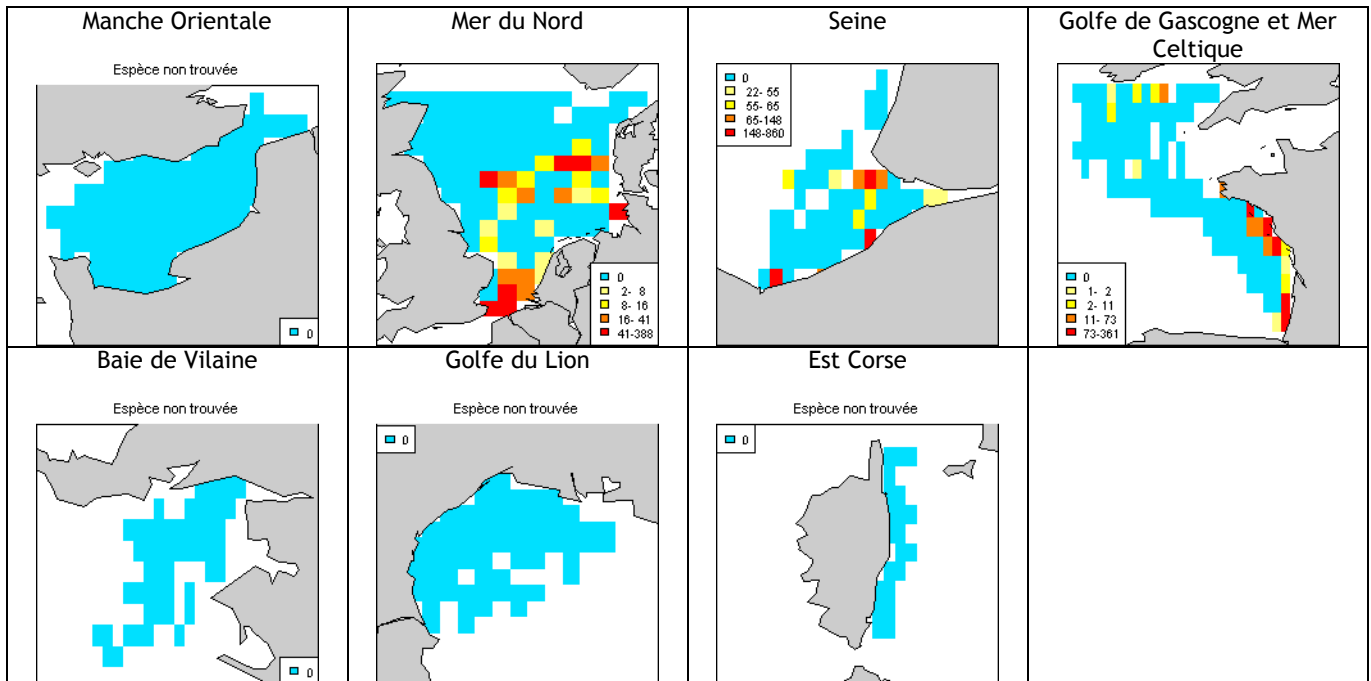 Manche Orientale
Espèce non trouvée
0
Mer du Nord
0
2- 8
8- 16
16- 41
41-388
Seine
0
22- 55
55- 65
65-148
148-860
Golfe de Gascogne et Mer
Celtique
0
1- 2
2- 11
11- 73
73-361
Baie de Vilaine
Espèce non trouvée
0
Golfe du Lion
Espèce non trouvée
0
Est Corse
Espèce non trouvée
0